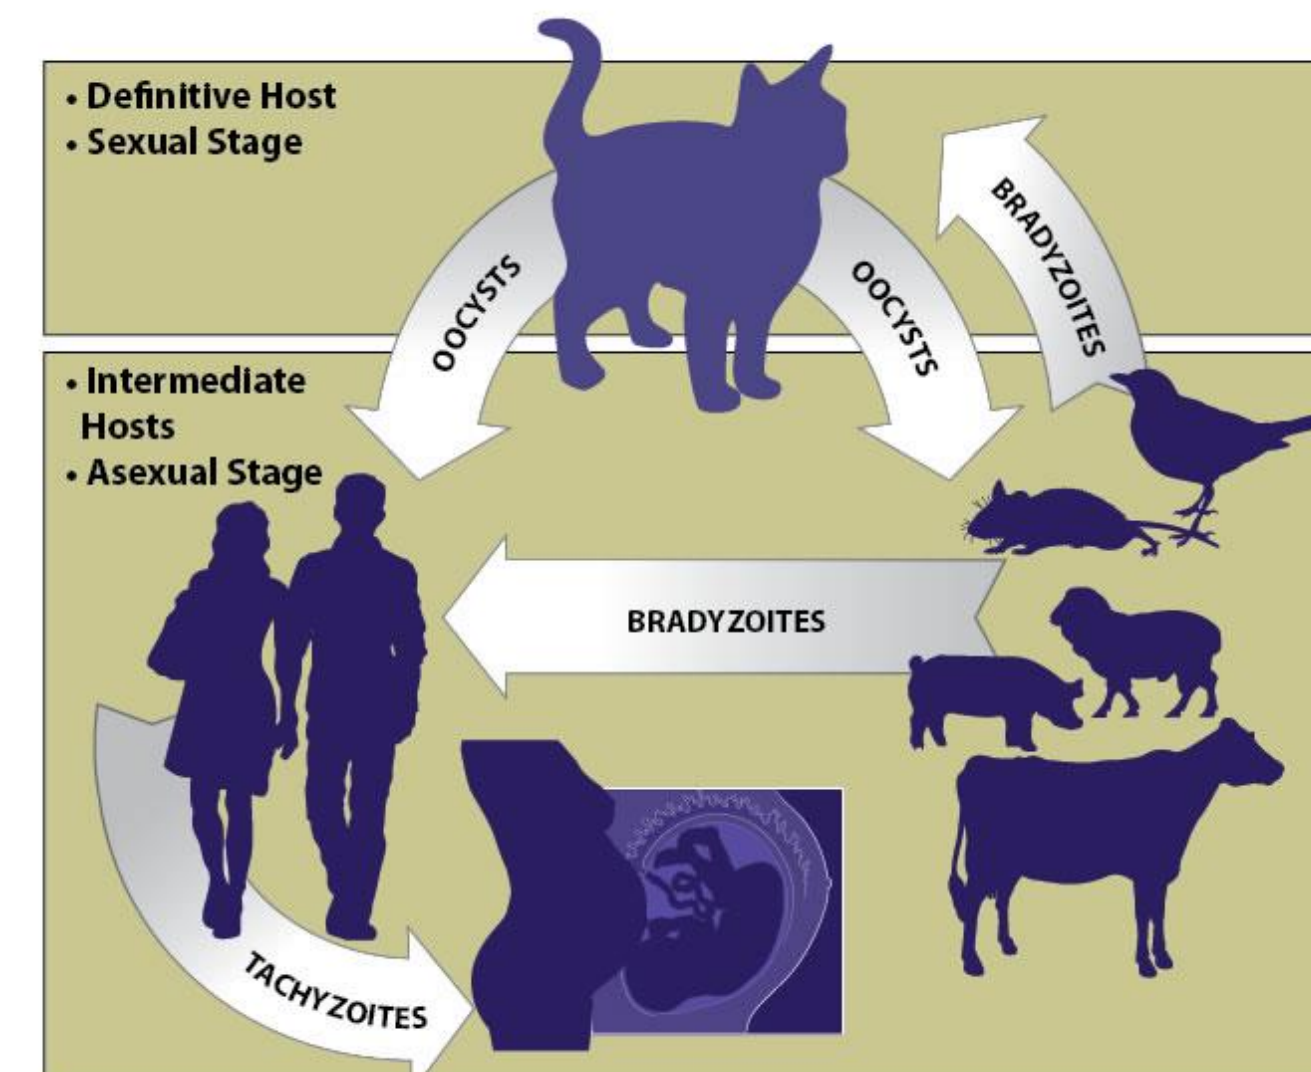 • Definitive Host
• Sexual Stage
OOCYSTS
OOCYSTS
BRADYZOITES
• Intermediate
Hosts
• Asexual Stage
BRADYZOITES
TACHYZOITES